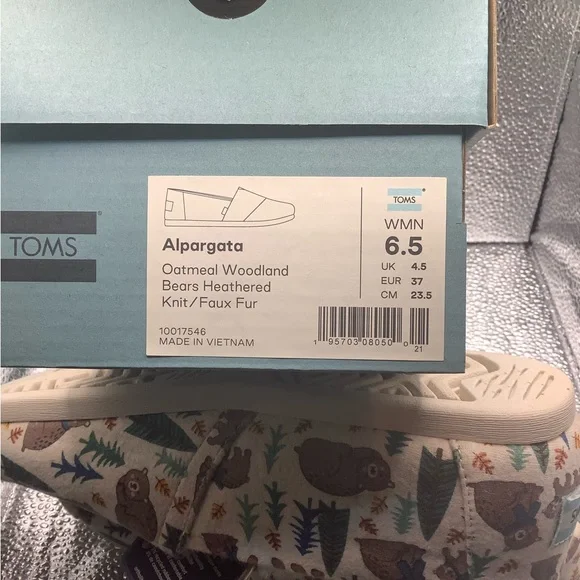 TOMS
Alpargata
Oatmeal Woodland
Bears Heathered
Knit/Faux Fur
10017546
MADE IN VIETNAM
TOMS
WMN
6.5
UK 4.5
EUR 37
CM 23.5
1 95703 08050 0
21